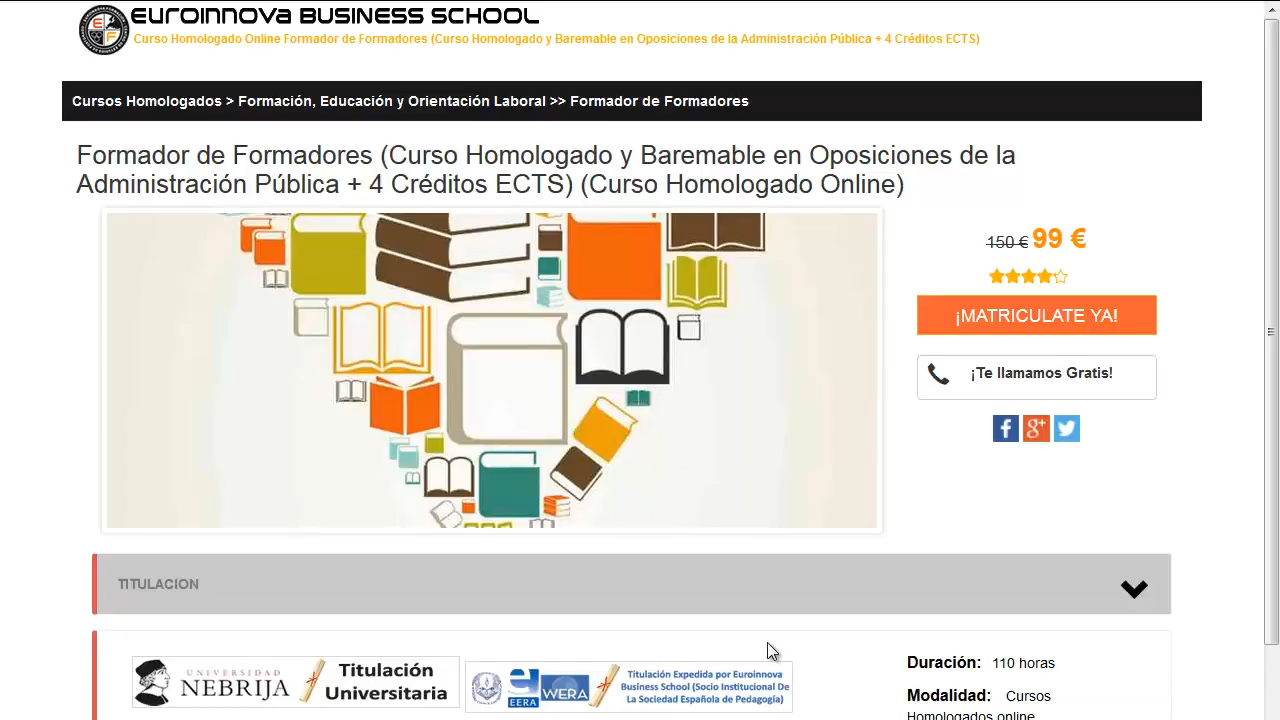 EUROINNOVA BUSINESS SCHOOL
Curso Homologado Online Formador de Formadores (Curso Homologado y Baremable en Oposiciones de la Administración Pública + 4 Créditos ECTS)
Cursos Homologados > Formación, Educación y Orientación Laboral >> Formador de Formadores
Formador de Formadores (Curso Homologado y Baremable en Oposiciones de la
Administración Pública + 4 Créditos ECTS) (Curso Homologado Online)
150 € 99 €
¡MATRICULATE YA!
¡Te llamamos Gratis!
TITULACION
UNIVERSIDAD
NEBRIJA
Titulación
Universitaria
EERA
WERA
Titulación Expedida por Euroinnova
Business School (Socio Institucional De
La Sociedad Española de Pedagogía)
Duración: 110 horas
Modalidad: Cursos
Homologados online